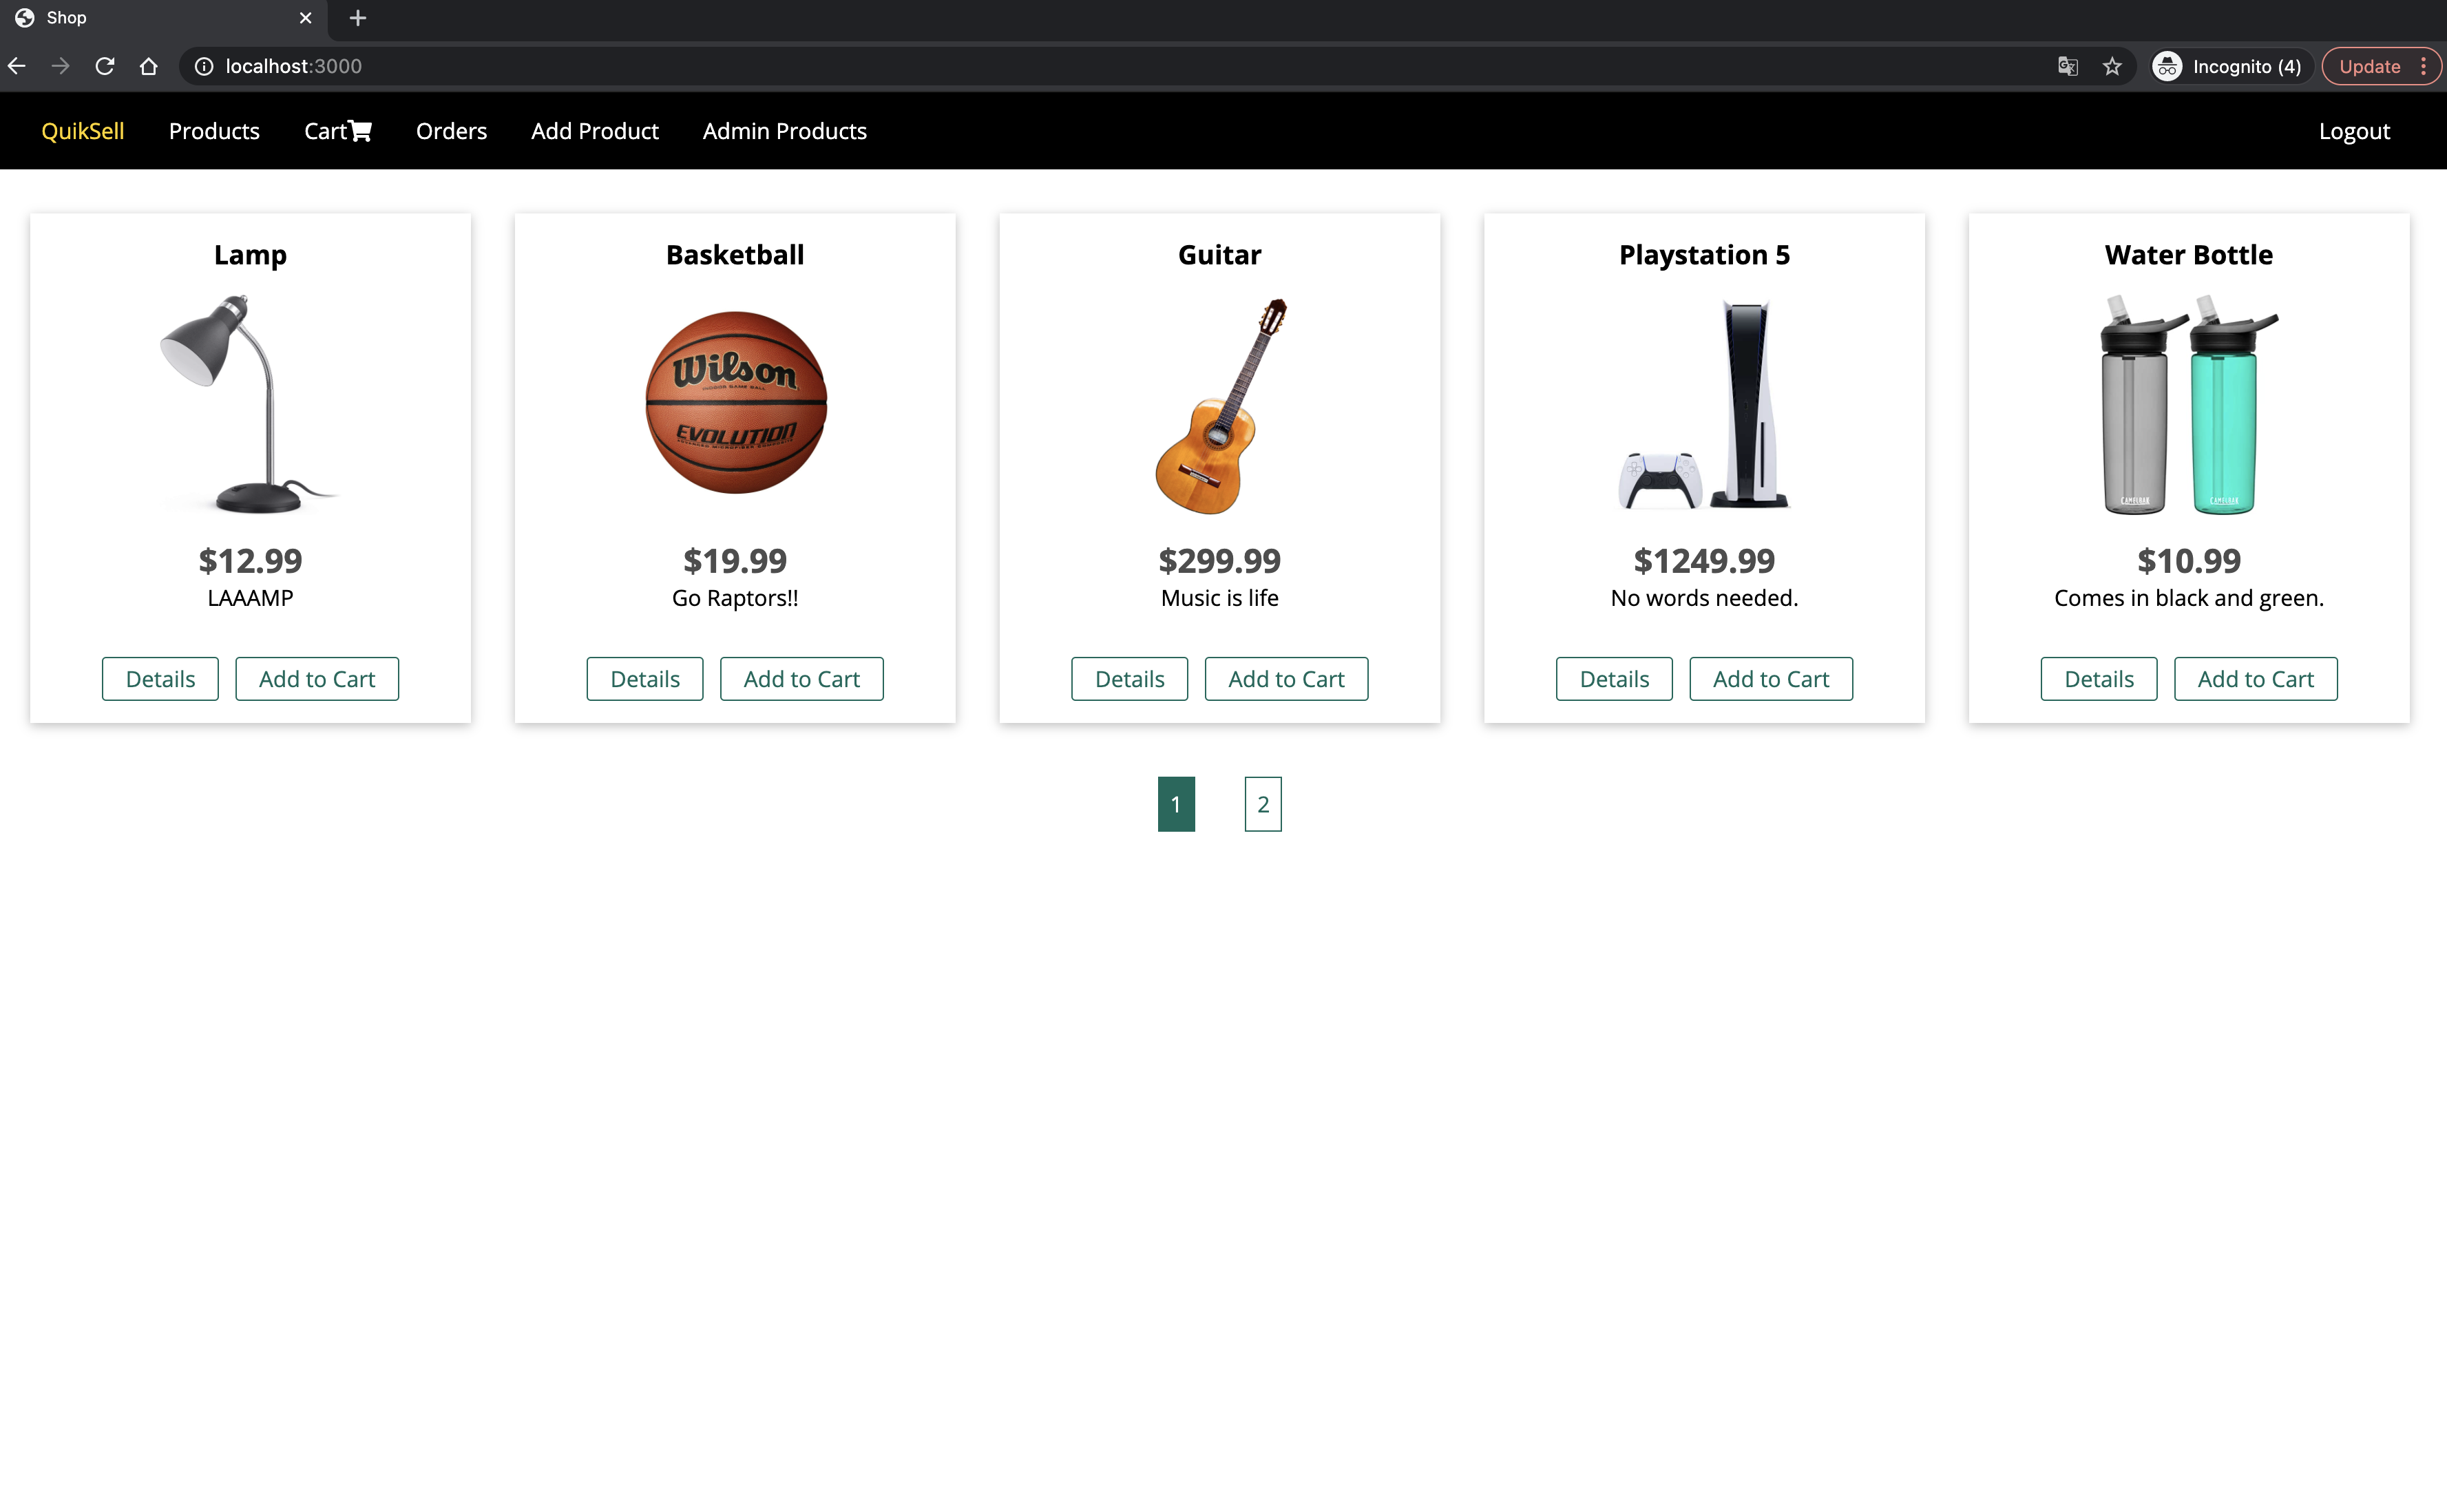 Shop
localhost:3000
Incognito (4)
Update
QuikSell Products Cart Orders Add Product Admin Products Logout
Lamp
$12.99
LAAAMP
Details Add to Cart
Basketball
Wilson
EVOLUTION
$19.99
Go Raptors!!
Details Add to Cart
Guitar
$299.99
Music is life
Details Add to Cart
Playstation 5
$1249.99
No words needed.
Details Add to Cart
Water Bottle
CAMELBAK CAMELBAK
$10.99
Comes in black and green.
Details Add to Cart
1 2